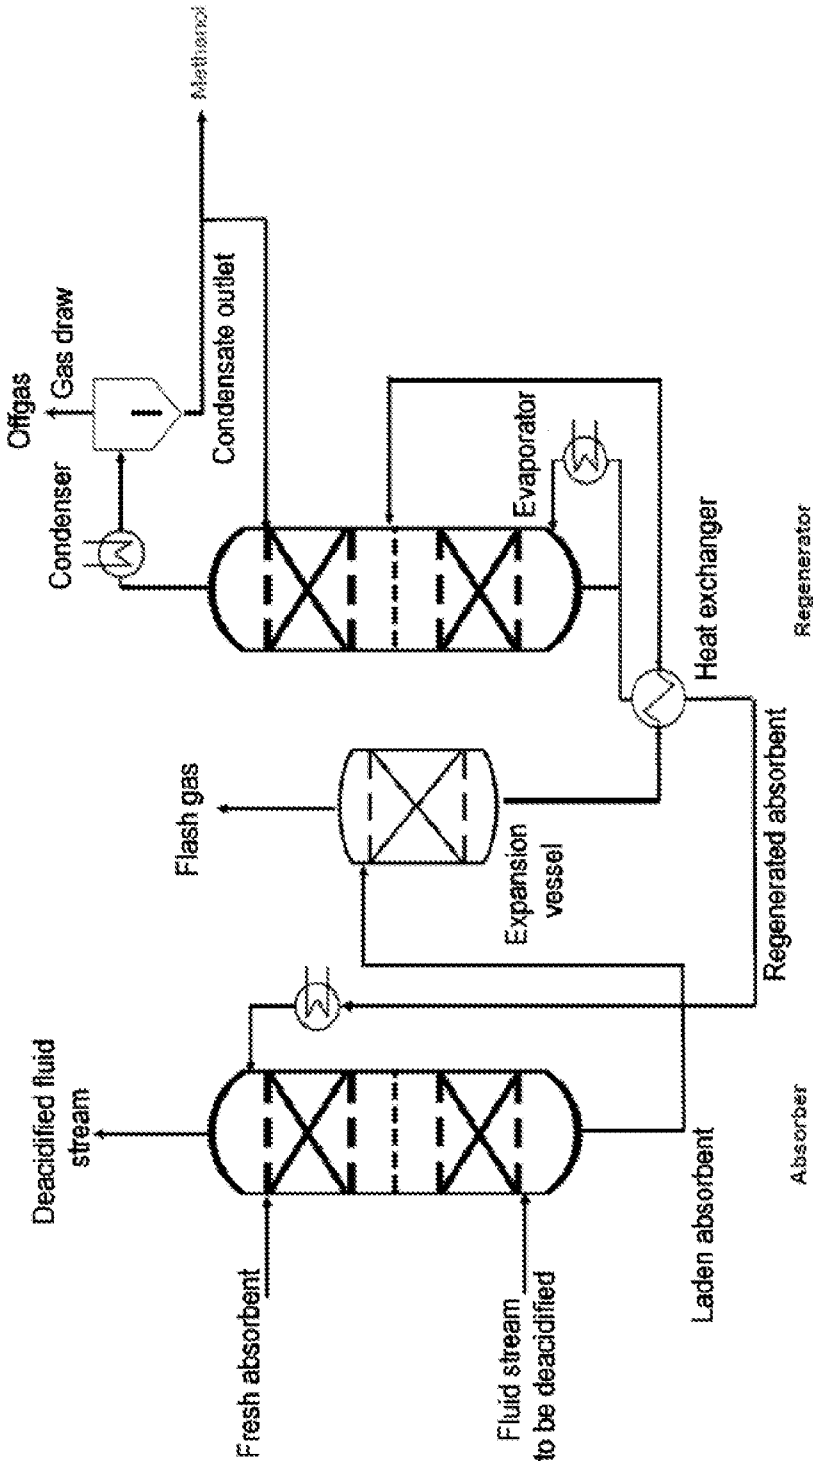 Deacidified fluid
stream
Fresh absorbent
Fluid stream
to be deacidified
Laden absorbent
Absorber
Flash gas
Expansion
vessel
Regenerated absorbent
Heat exchanger
Regenerator
Condenser
Offgas
Gas draw
Condensate outlet
Evaporator
Methanol